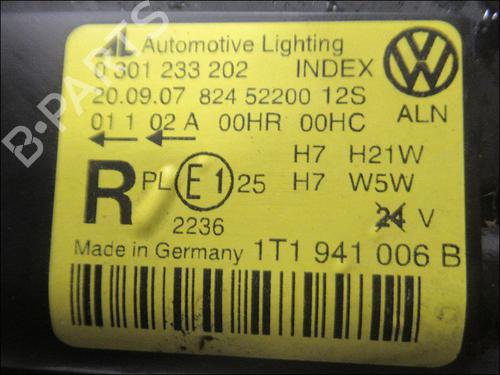 AL Automotive Lighting
0 301 233 202 INDEX
20.09.07 824 52200 12S
ALN
01 1 02 A 00HR 00HC
H7 H21W
R PL E1 25 H7 W5W
2236 24 V
Made in Germany 1T1 941 006 B
B-PARTS